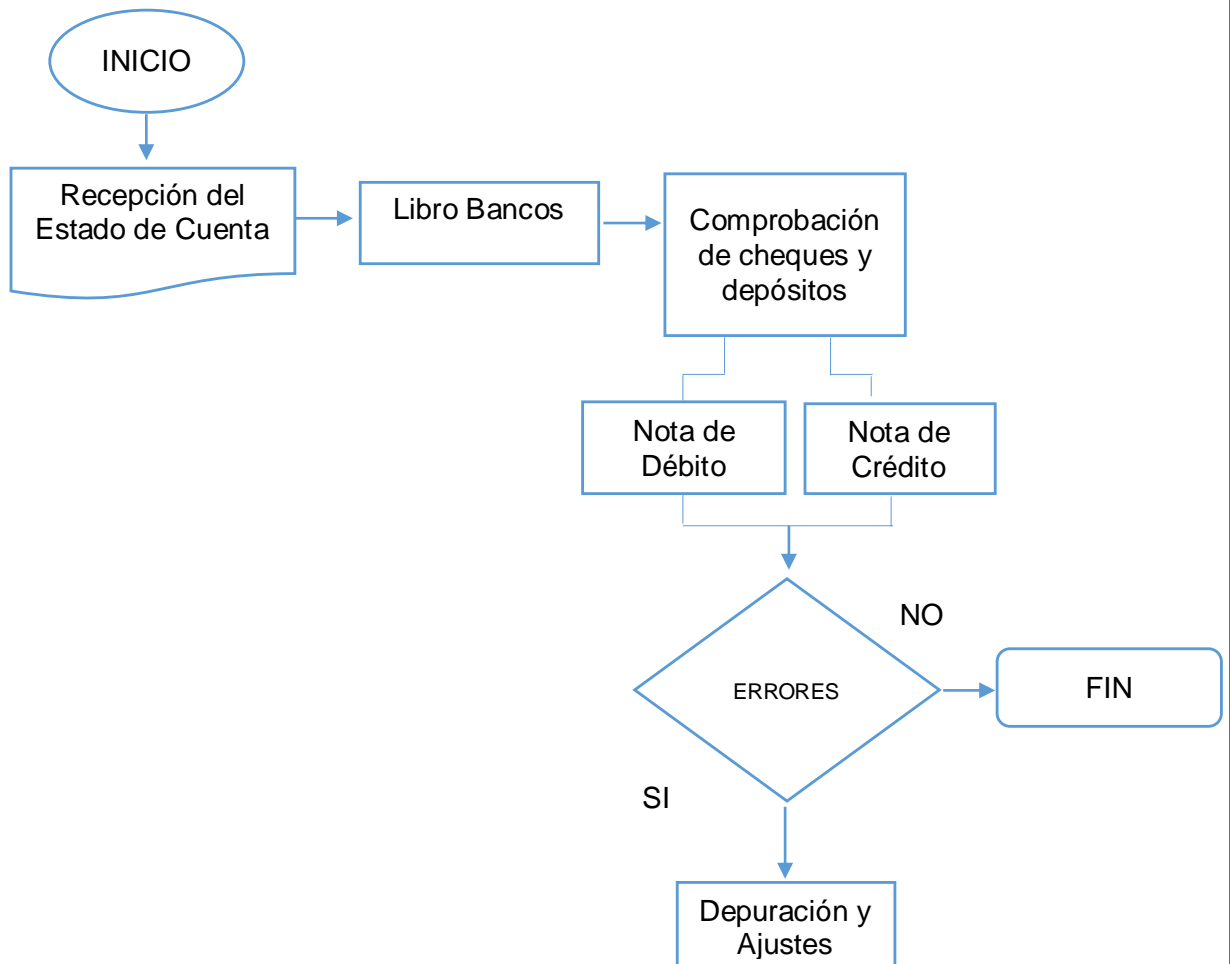 INICIO
Recepción del
Estado de Cuenta
Libro Bancos
Comprobación
de cheques y
depósitos
Nota de
Débito
Nota de
Crédito
ERRORES
NO
FIN
SI
Depuración y
Ajustes